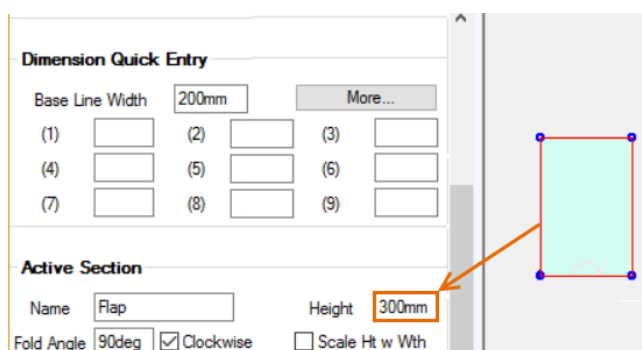 Dimension Quick Entry
Base Line Width 200mm More...
(1) (2) (3)
(4) (5) (6)
(7) (8) (9)
Active Section
Name Flap Height 300mm
Fold Angle 90deg Clockwise Scale Ht w Wth